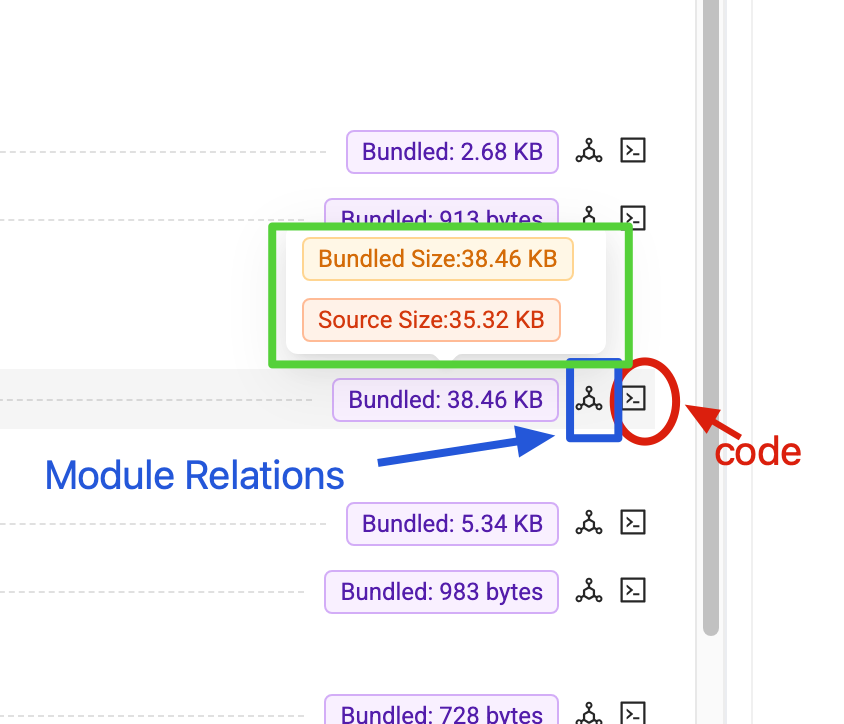 Bundled: 2.68 KB
Bundled: 913 bytes
Bundled Size:38.46 KB
Source Size:35.32 KB
Bundled: 38.46 KB
code
Module Relations
Bundled: 5.34 KB
Bundled: 983 bytes
Bundled: 728 bytes